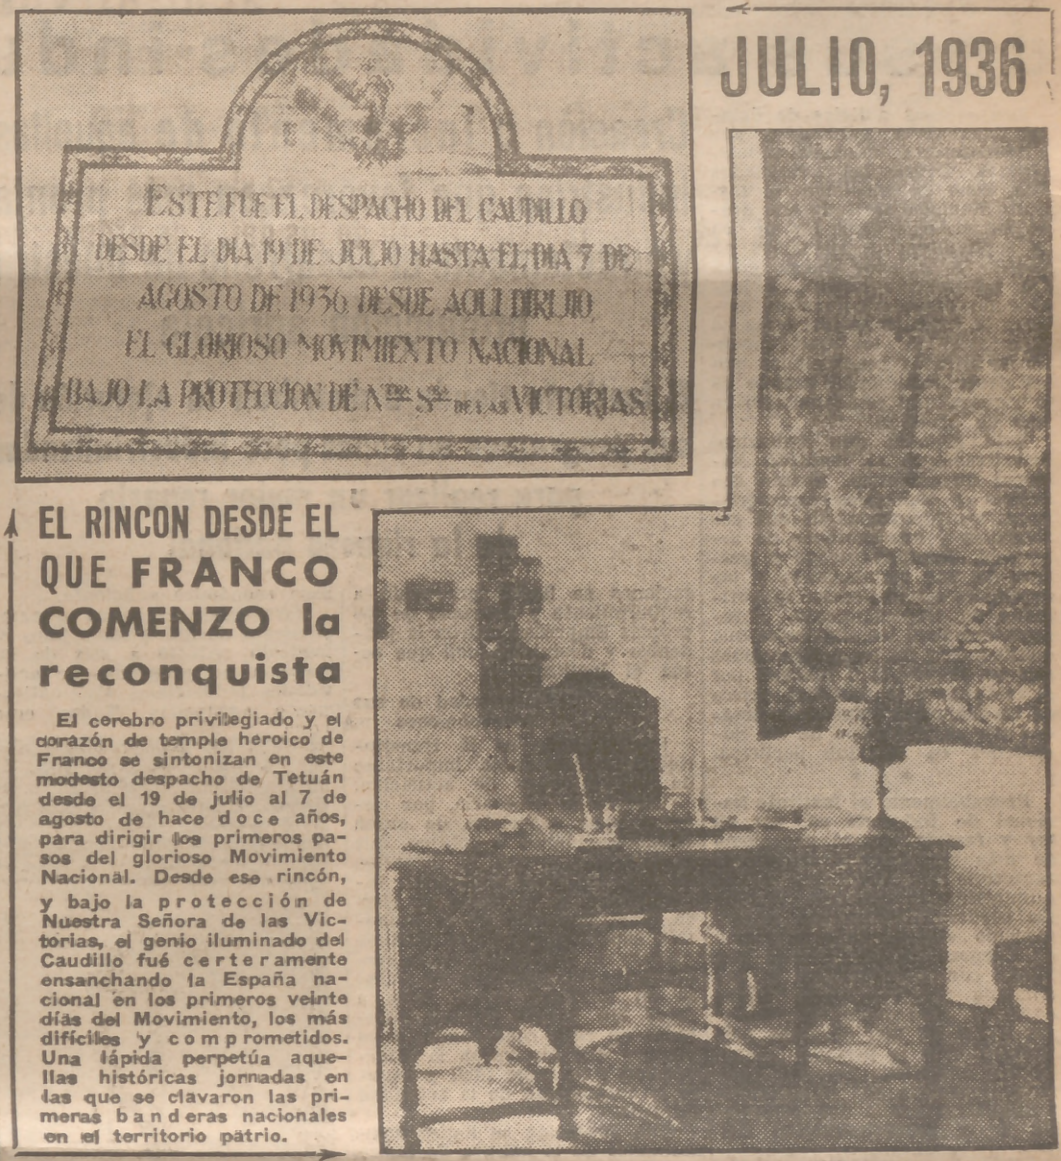 JULIO, 1936
ESTE FUE EL DESPACHO DEL CAUDILLO
DESDE EL DIA 19 DE JULIO HASTA EL DIA 7 DE
AGOSTO DE 1936 DESDE AQUI DIRIJIO
EL GLORIOSO MOVIMIENTO NACIONAL
BAJO LA PROTECCION DE Nᵀᴿᴬ Sᴿᴬ DE LAS VICTORIAS
EL RINCON DESDE EL
QUE FRANCO
COMENZO la
reconquista
El cerebro privilegiado y el
corazón de temple heroico de
Franco se sintonizan en este
modesto despacho de Tetuán
desde el 19 de julio al 7 de
agosto de hace doce años,
para dirigir los primeros pa-
sos del glorioso Movimiento
Nacional. Desde ese rincón,
y bajo la protección de
Nuestra Señora de las Vic-
torias, el genio iluminado del
Caudillo fué certeramente
ensanchando la España na-
cional en los primeros veinte
días del Movimiento, los más
difíciles y comprometidos.
Una lápida perpetúa aque-
llas históricas jornadas en
las que se clavaron las pri-
meras banderas nacionales
en el territorio pátrio.